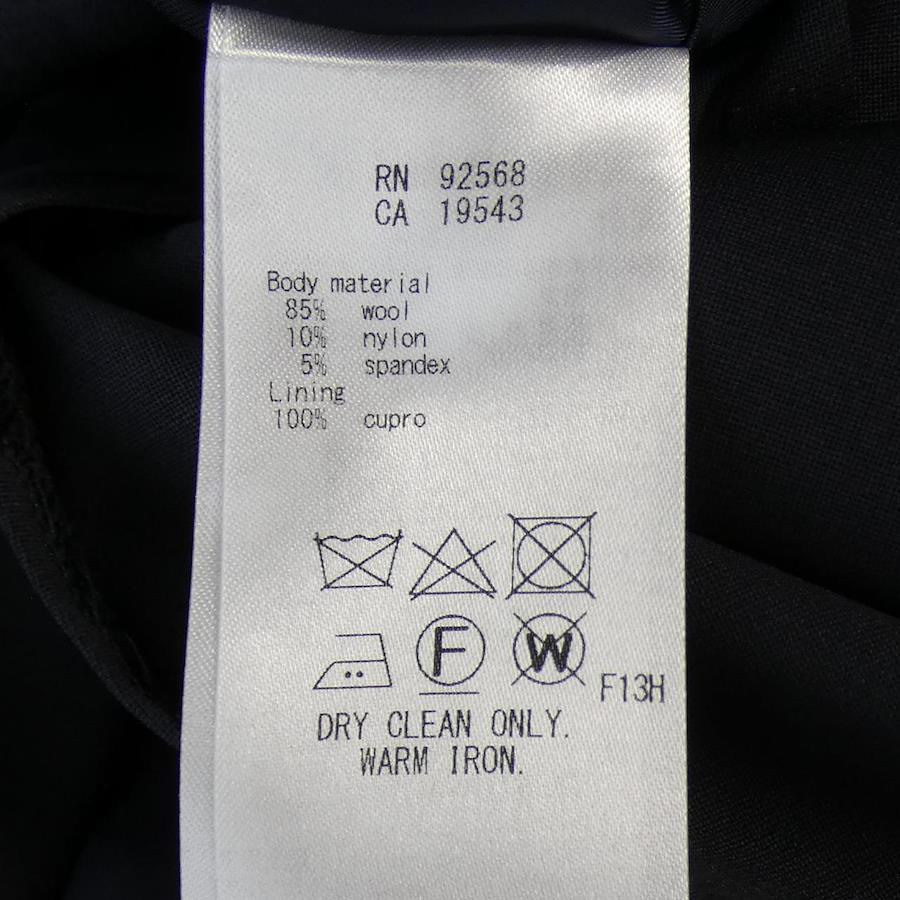 RN 92568
CA 19543
Body material
85% wool
10% nylon
5% spandex
Lining
100% cupro
F W
F13H
DRY CLEAN ONLY.
WARM IRON.